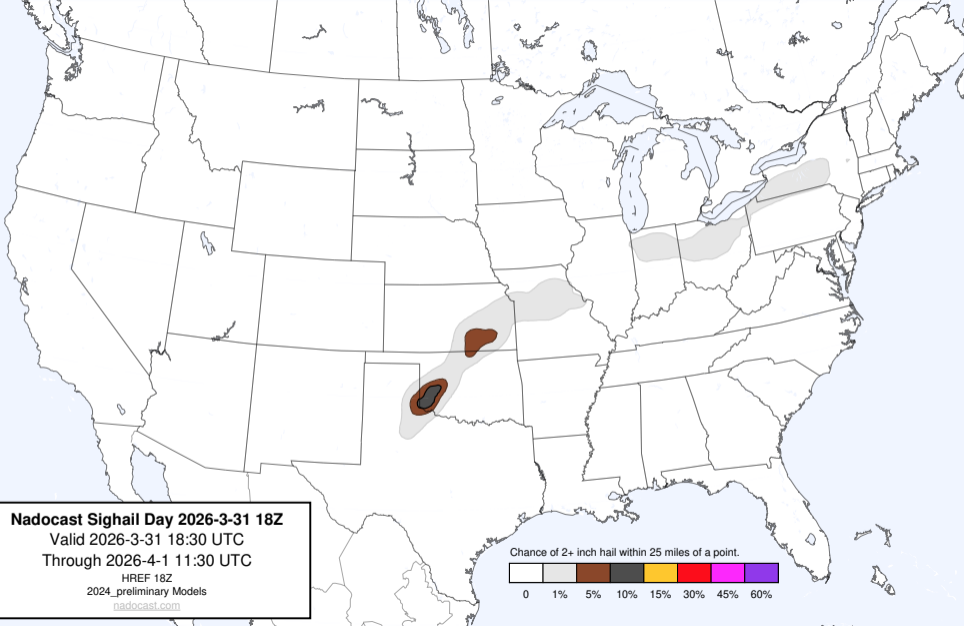 Nadocast Sighail Day 2026-3-31 18Z
Valid 2026-3-31 18:30 UTC
Through 2026-4-1 11:30 UTC
HREF 18Z
2024_preliminary Models
nadocast.com
Chance of 2+ inch hail within 25 miles of a point.
0 1% 5% 10% 15% 30% 45% 60%